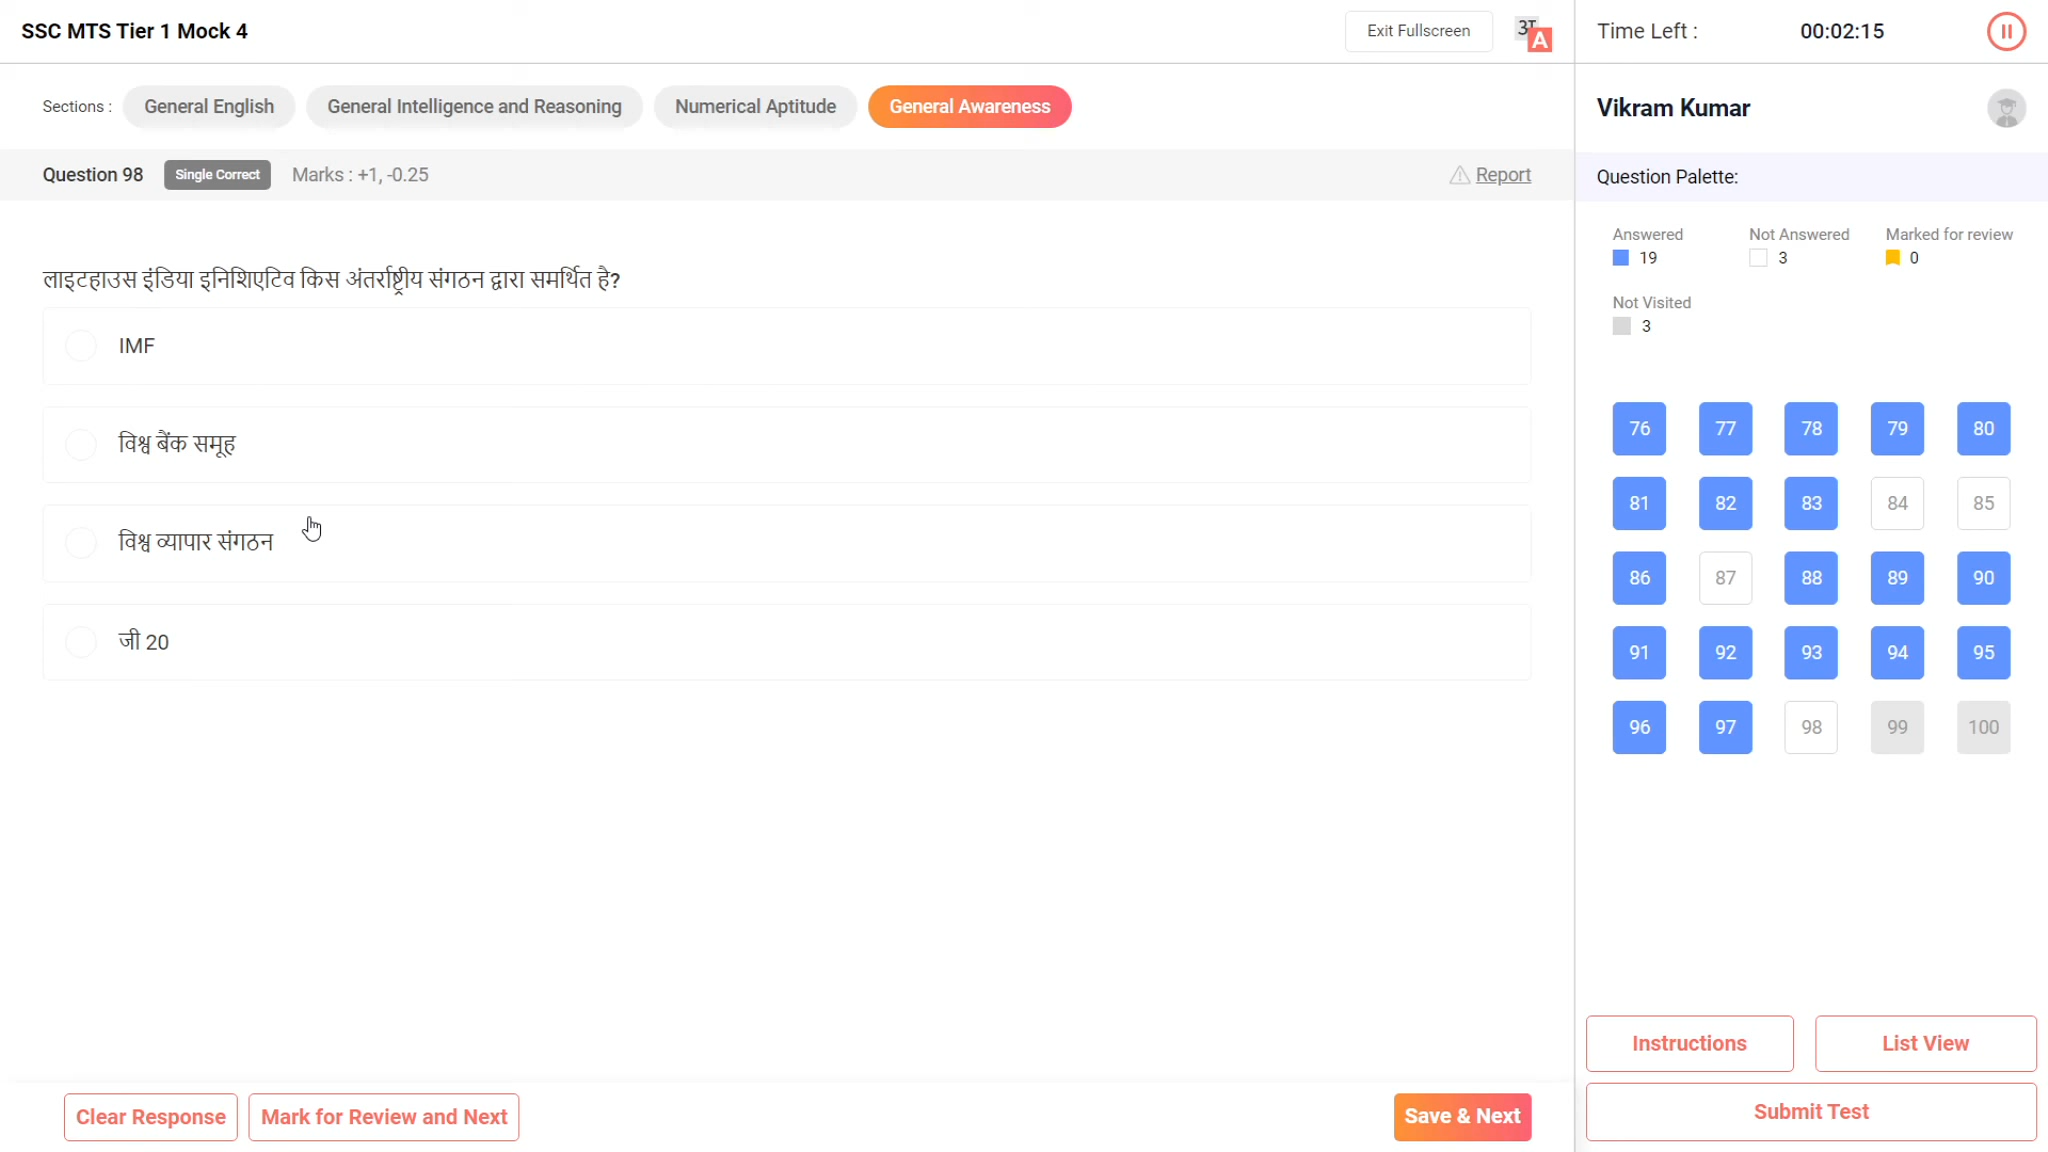 SSC MTS Tier 1 Mock 4
Exit Fullscreen
अ A
Time Left :
00:02:15
Sections :
General English
General Intelligence and Reasoning
Numerical Aptitude
General Awareness
Vikram Kumar
Question 98
Single Correct
Marks : +1, -0.25
Report
Question Palette:
लाइटहाउस इंडिया इनिशिएटिव किस अंतर्राष्ट्रीय संगठन द्वारा समर्थित है?
IMF
विश्व बैंक समूह
विश्व व्यापार संगठन
जी 20
Answered
19
Not Answered
3
Marked for review
0
Not Visited
3
76 77 78 79 80
81 82 83 84 85
86 87 88 89 90
91 92 93 94 95
96 97 98 99 100
Instructions
List View
Clear Response
Mark for Review and Next
Save & Next
Submit Test